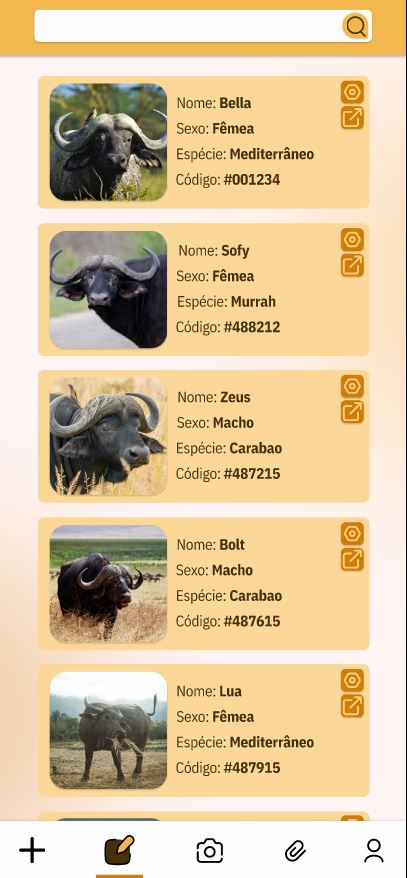 Nome: Bella
Sexo: Fêmea
Espécie: Mediterrâneo
Código: #001234
Nome: Sofy
Sexo: Fêmea
Espécie: Murrah
Código: #488212
Nome: Zeus
Sexo: Macho
Espécie: Carabao
Código: #487215
Nome: Bolt
Sexo: Macho
Espécie: Carabao
Código: #487615
Nome: Lua
Sexo: Fêmea
Espécie: Mediterrâneo
Código: #487915